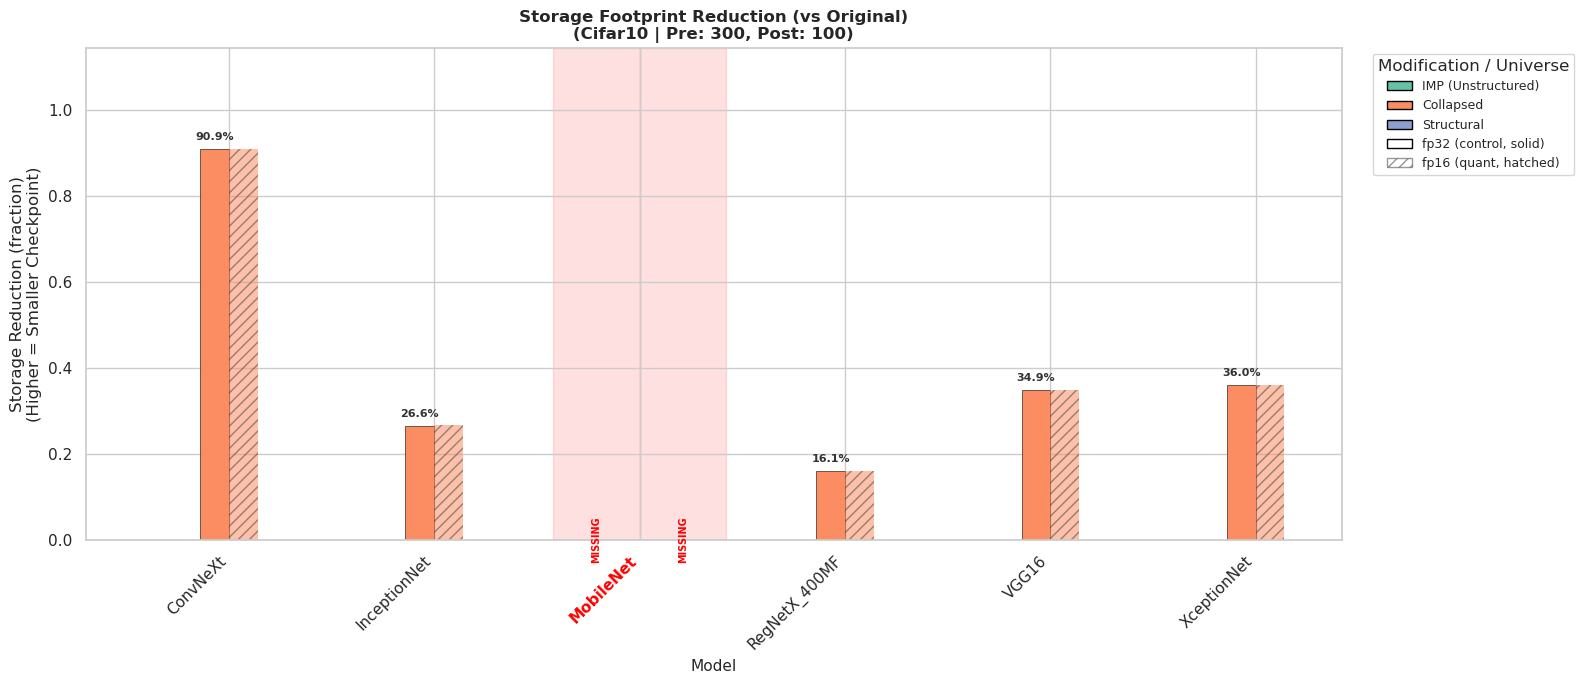 Storage Footprint Reduction (vs Original)
(Cifar10 | Pre: 300, Post: 100)
Storage Reduction (fraction)
(Higher = Smaller Checkpoint)
1.0
0.8
0.6
0.4
0.2
0.0
90.9%
26.6%
MISSING
MISSING
16.1%
34.9%
36.0%
ConvNeXt
InceptionNet
MobileNet
RegNetX_400MF
VGG16
XceptionNet
Model
Modification / Universe
IMP (Unstructured)
Collapsed
Structural
fp32 (control, solid)
fp16 (quant, hatched)